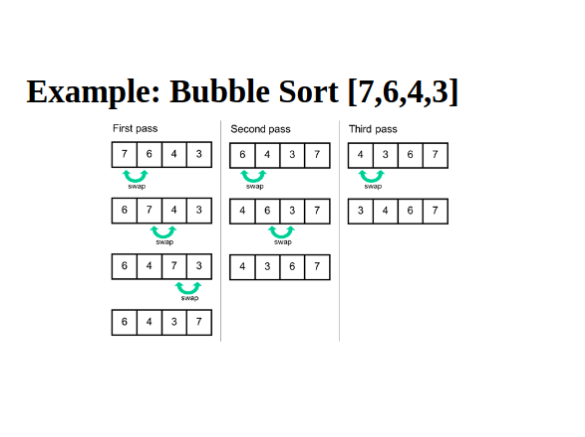 Example: Bubble Sort [7,6,4,3]
First pass
7 6 4 3
swap
6 7 4 3
swap
6 4 7 3
swap
6 4 3 7
Second pass
6 4 3 7
swap
4 6 3 7
swap
4 3 6 7
Third pass
4 3 6 7
swap
3 4 6 7